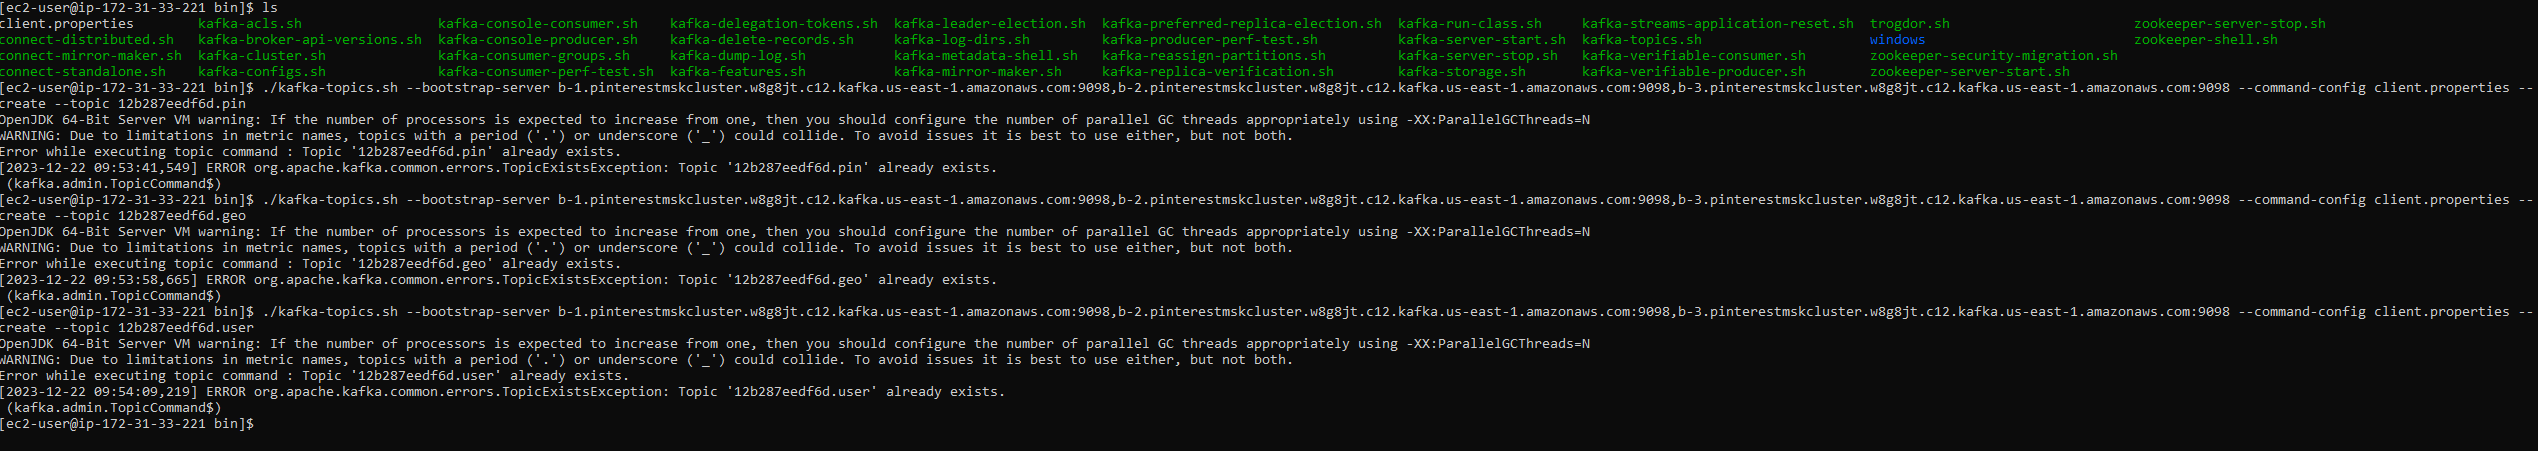 [ec2-user@ip-172-31-33-221 bin]$ ls
client.properties kafka-acls.sh kafka-console-consumer.sh kafka-delegation-tokens.sh kafka-leader-election.sh kafka-preferred-replica-election.sh kafka-run-class.sh kafka-streams-application-reset.sh trogdor.sh zookeeper-server-stop.sh
connect-distributed.sh kafka-broker-api-versions.sh kafka-console-producer.sh kafka-delete-records.sh kafka-log-dirs.sh kafka-producer-perf-test.sh kafka-server-start.sh kafka-topics.sh windows zookeeper-shell.sh
connect-mirror-maker.sh kafka-cluster.sh kafka-consumer-groups.sh kafka-dump-log.sh kafka-metadata-shell.sh kafka-reassign-partitions.sh kafka-server-stop.sh kafka-verifiable-consumer.sh zookeeper-security-migration.sh
connect-standalone.sh kafka-configs.sh kafka-consumer-perf-test.sh kafka-features.sh kafka-mirror-maker.sh kafka-replica-verification.sh kafka-storage.sh kafka-verifiable-producer.sh zookeeper-server-start.sh
[ec2-user@ip-172-31-33-221 bin]$ ./kafka-topics.sh --bootstrap-server b-1.pinterestmskcluster.w8g8jt.c12.kafka.us-east-1.amazonaws.com:9098,b-2.pinterestmskcluster.w8g8jt.c12.kafka.us-east-1.amazonaws.com:9098,b-3.pinterestmskcluster.w8g8jt.c12.kafka.us-east-1.amazonaws.com:9098 --command-config client.properties --
create --topic 12b287eedf6d.pin
OpenJDK 64-Bit Server VM warning: If the number of processors is expected to increase from one, then you should configure the number of parallel GC threads appropriately using -XX:ParallelGCThreads=N
WARNING: Due to limitations in metric names, topics with a period ('.') or underscore ('_') could collide. To avoid issues it is best to use either, but not both.
Error while executing topic command : Topic '12b287eedf6d.pin' already exists.
[2023-12-22 09:53:41,549] ERROR org.apache.kafka.common.errors.TopicExistsException: Topic '12b287eedf6d.pin' already exists.
(kafka.admin.TopicCommand$)
[ec2-user@ip-172-31-33-221 bin]$ ./kafka-topics.sh --bootstrap-server b-1.pinterestmskcluster.w8g8jt.c12.kafka.us-east-1.amazonaws.com:9098,b-2.pinterestmskcluster.w8g8jt.c12.kafka.us-east-1.amazonaws.com:9098,b-3.pinterestmskcluster.w8g8jt.c12.kafka.us-east-1.amazonaws.com:9098 --command-config client.properties --
create --topic 12b287eedf6d.geo
OpenJDK 64-Bit Server VM warning: If the number of processors is expected to increase from one, then you should configure the number of parallel GC threads appropriately using -XX:ParallelGCThreads=N
WARNING: Due to limitations in metric names, topics with a period ('.') or underscore ('_') could collide. To avoid issues it is best to use either, but not both.
Error while executing topic command : Topic '12b287eedf6d.geo' already exists.
[2023-12-22 09:53:58,665] ERROR org.apache.kafka.common.errors.TopicExistsException: Topic '12b287eedf6d.geo' already exists.
(kafka.admin.TopicCommand$)
[ec2-user@ip-172-31-33-221 bin]$ ./kafka-topics.sh --bootstrap-server b-1.pinterestmskcluster.w8g8jt.c12.kafka.us-east-1.amazonaws.com:9098,b-2.pinterestmskcluster.w8g8jt.c12.kafka.us-east-1.amazonaws.com:9098,b-3.pinterestmskcluster.w8g8jt.c12.kafka.us-east-1.amazonaws.com:9098 --command-config client.properties --
create --topic 12b287eedf6d.user
OpenJDK 64-Bit Server VM warning: If the number of processors is expected to increase from one, then you should configure the number of parallel GC threads appropriately using -XX:ParallelGCThreads=N
WARNING: Due to limitations in metric names, topics with a period ('.') or underscore ('_') could collide. To avoid issues it is best to use either, but not both.
Error while executing topic command : Topic '12b287eedf6d.user' already exists.
[2023-12-22 09:54:09,219] ERROR org.apache.kafka.common.errors.TopicExistsException: Topic '12b287eedf6d.user' already exists.
(kafka.admin.TopicCommand$)
[ec2-user@ip-172-31-33-221 bin]$